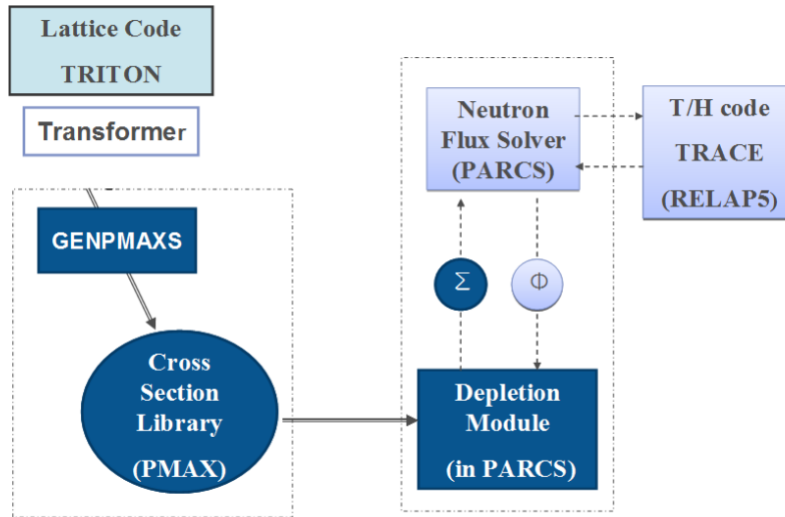 Lattice Code
TRITON
Transformer
GENPMAXS
Cross
Section
Library
(PMAX)
Neutron
Flux Solver
(PARCS)
Σ
Φ
Depletion
Module
(in PARCS)
T/H code
TRACE
(RELAP5)